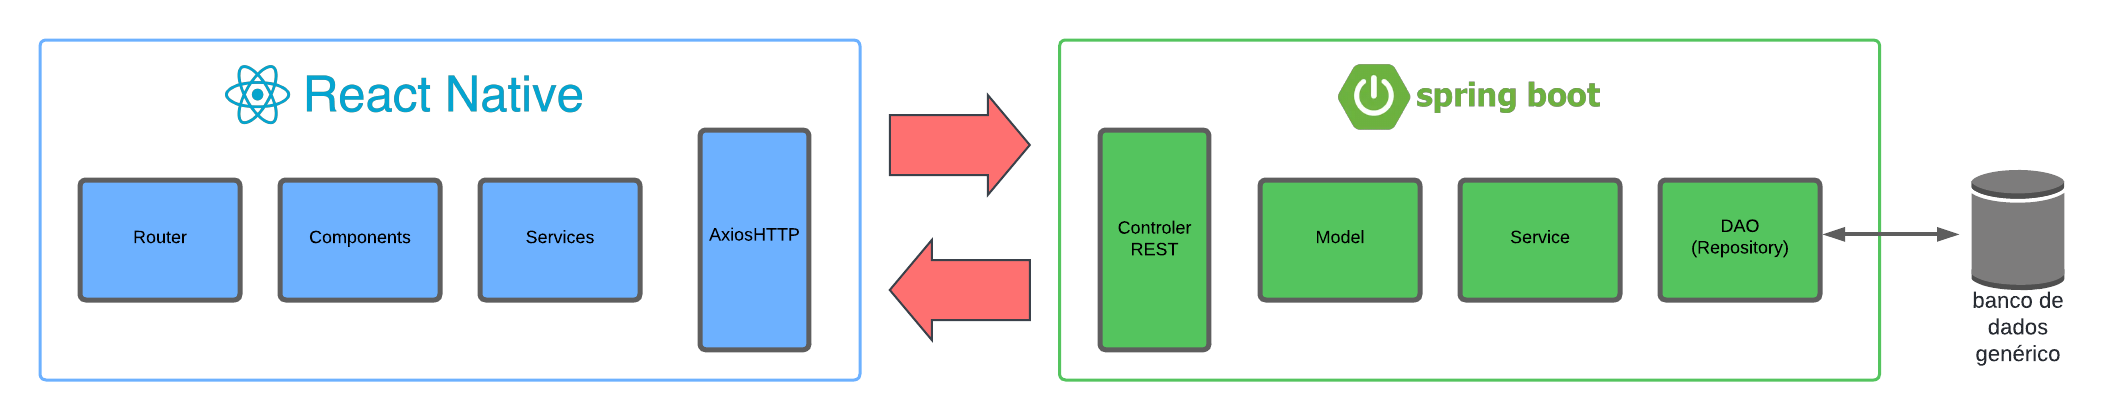 React Native
Router
Components
Services
AxiosHTTP
spring boot
Controler
REST
Model
Service
DAO
(Repository)
banco de
dados
genérico